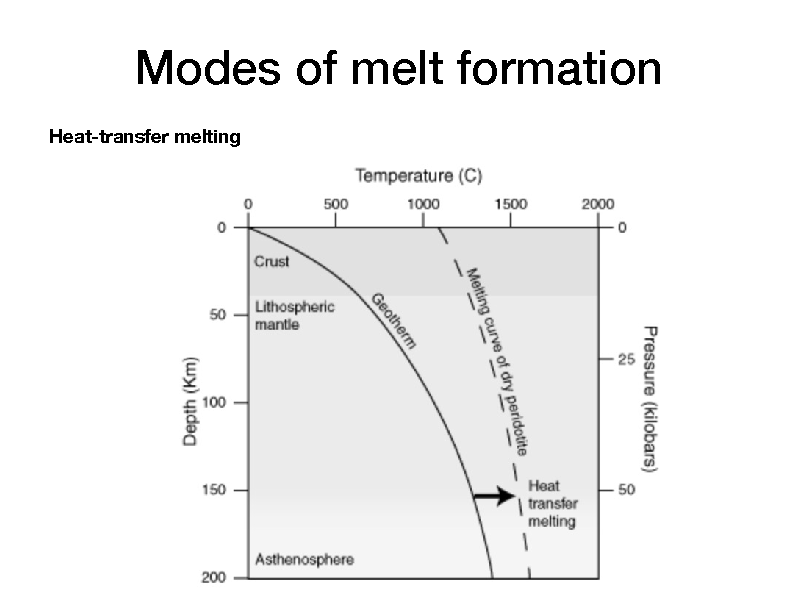 Modes of melt formation
Heat-transfer melting
Temperature (C)
0 500 1000 1500 2000
0 0
Crust
Lithospheric
mantle
Geotherm
Melting curve of dry peridotite
50
25
Depth (Km)
Pressure (kilobars)
100
150 50
Heat
transfer
melting
Asthenosphere
200